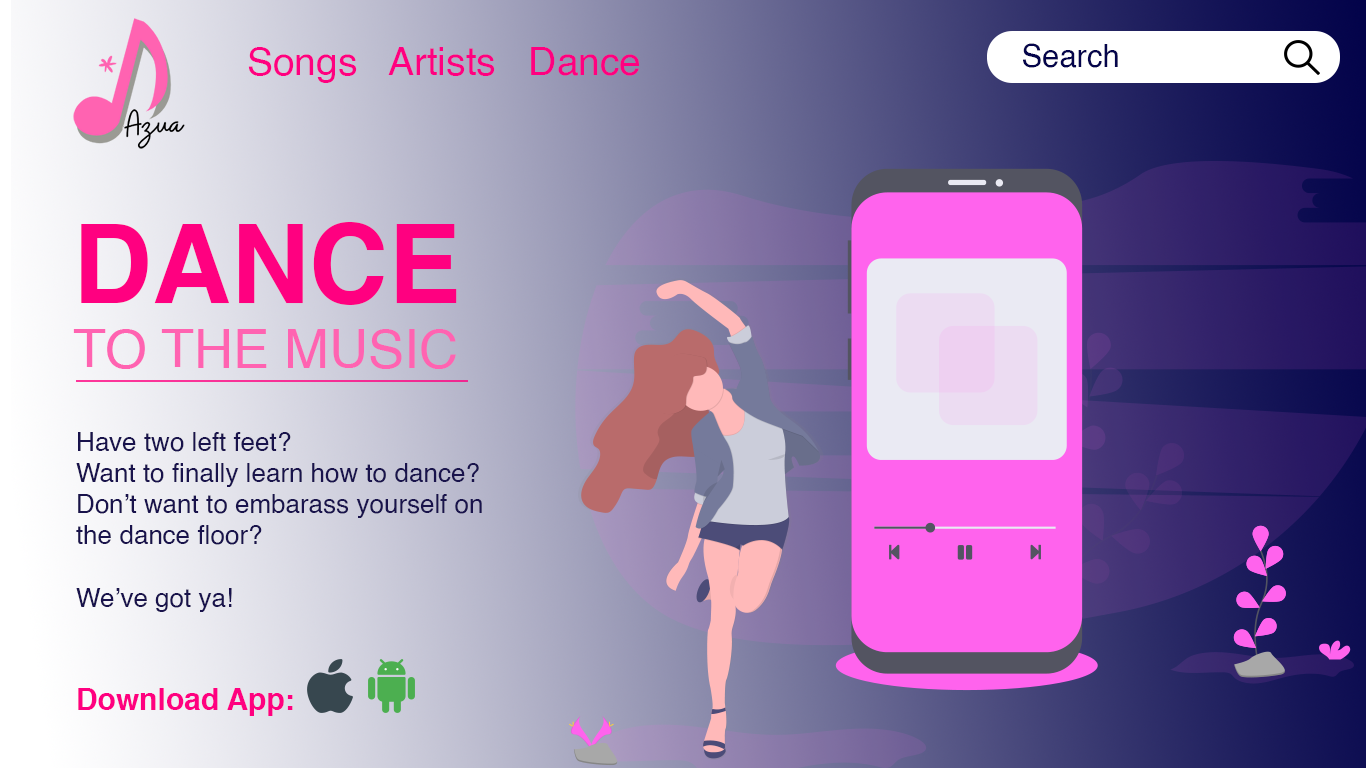 Azua
Songs Artists Dance
Search
DANCE
TO THE MUSIC
Have two left feet?
Want to finally learn how to dance?
Don’t want to embarass yourself on
the dance floor?
We’ve got ya!
Download App: